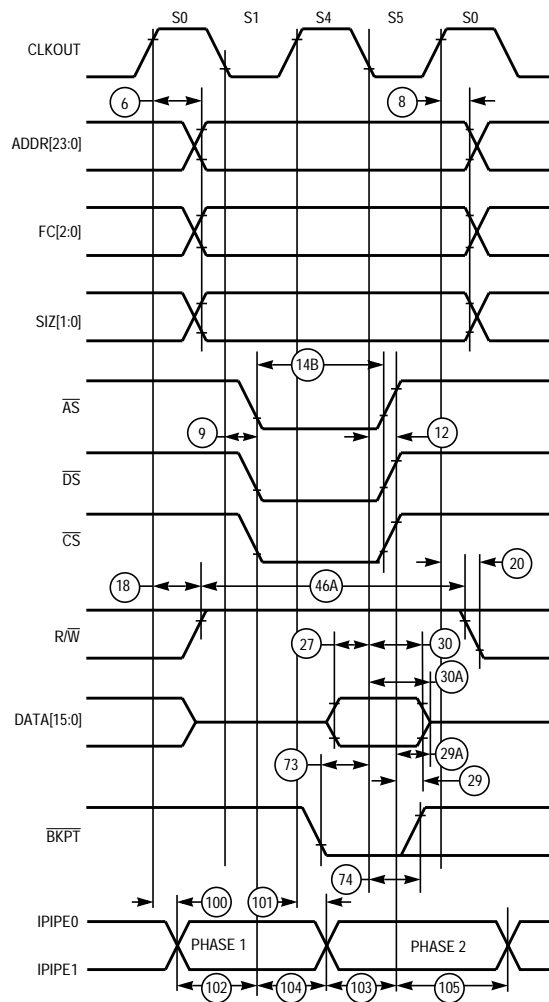 S0 S1 S4 S5 S0
CLKOUT
6 8
ADDR[23:0]
FC[2:0]
SIZ[1:0]
14B
AS
9 12
DS
CS
20
18 46A
R/W
27 30
30A
DATA[15:0]
29A
73 29
BKPT
74
100 101
IPIPE0
PHASE 1 PHASE 2
IPIPE1
102 104 103 105